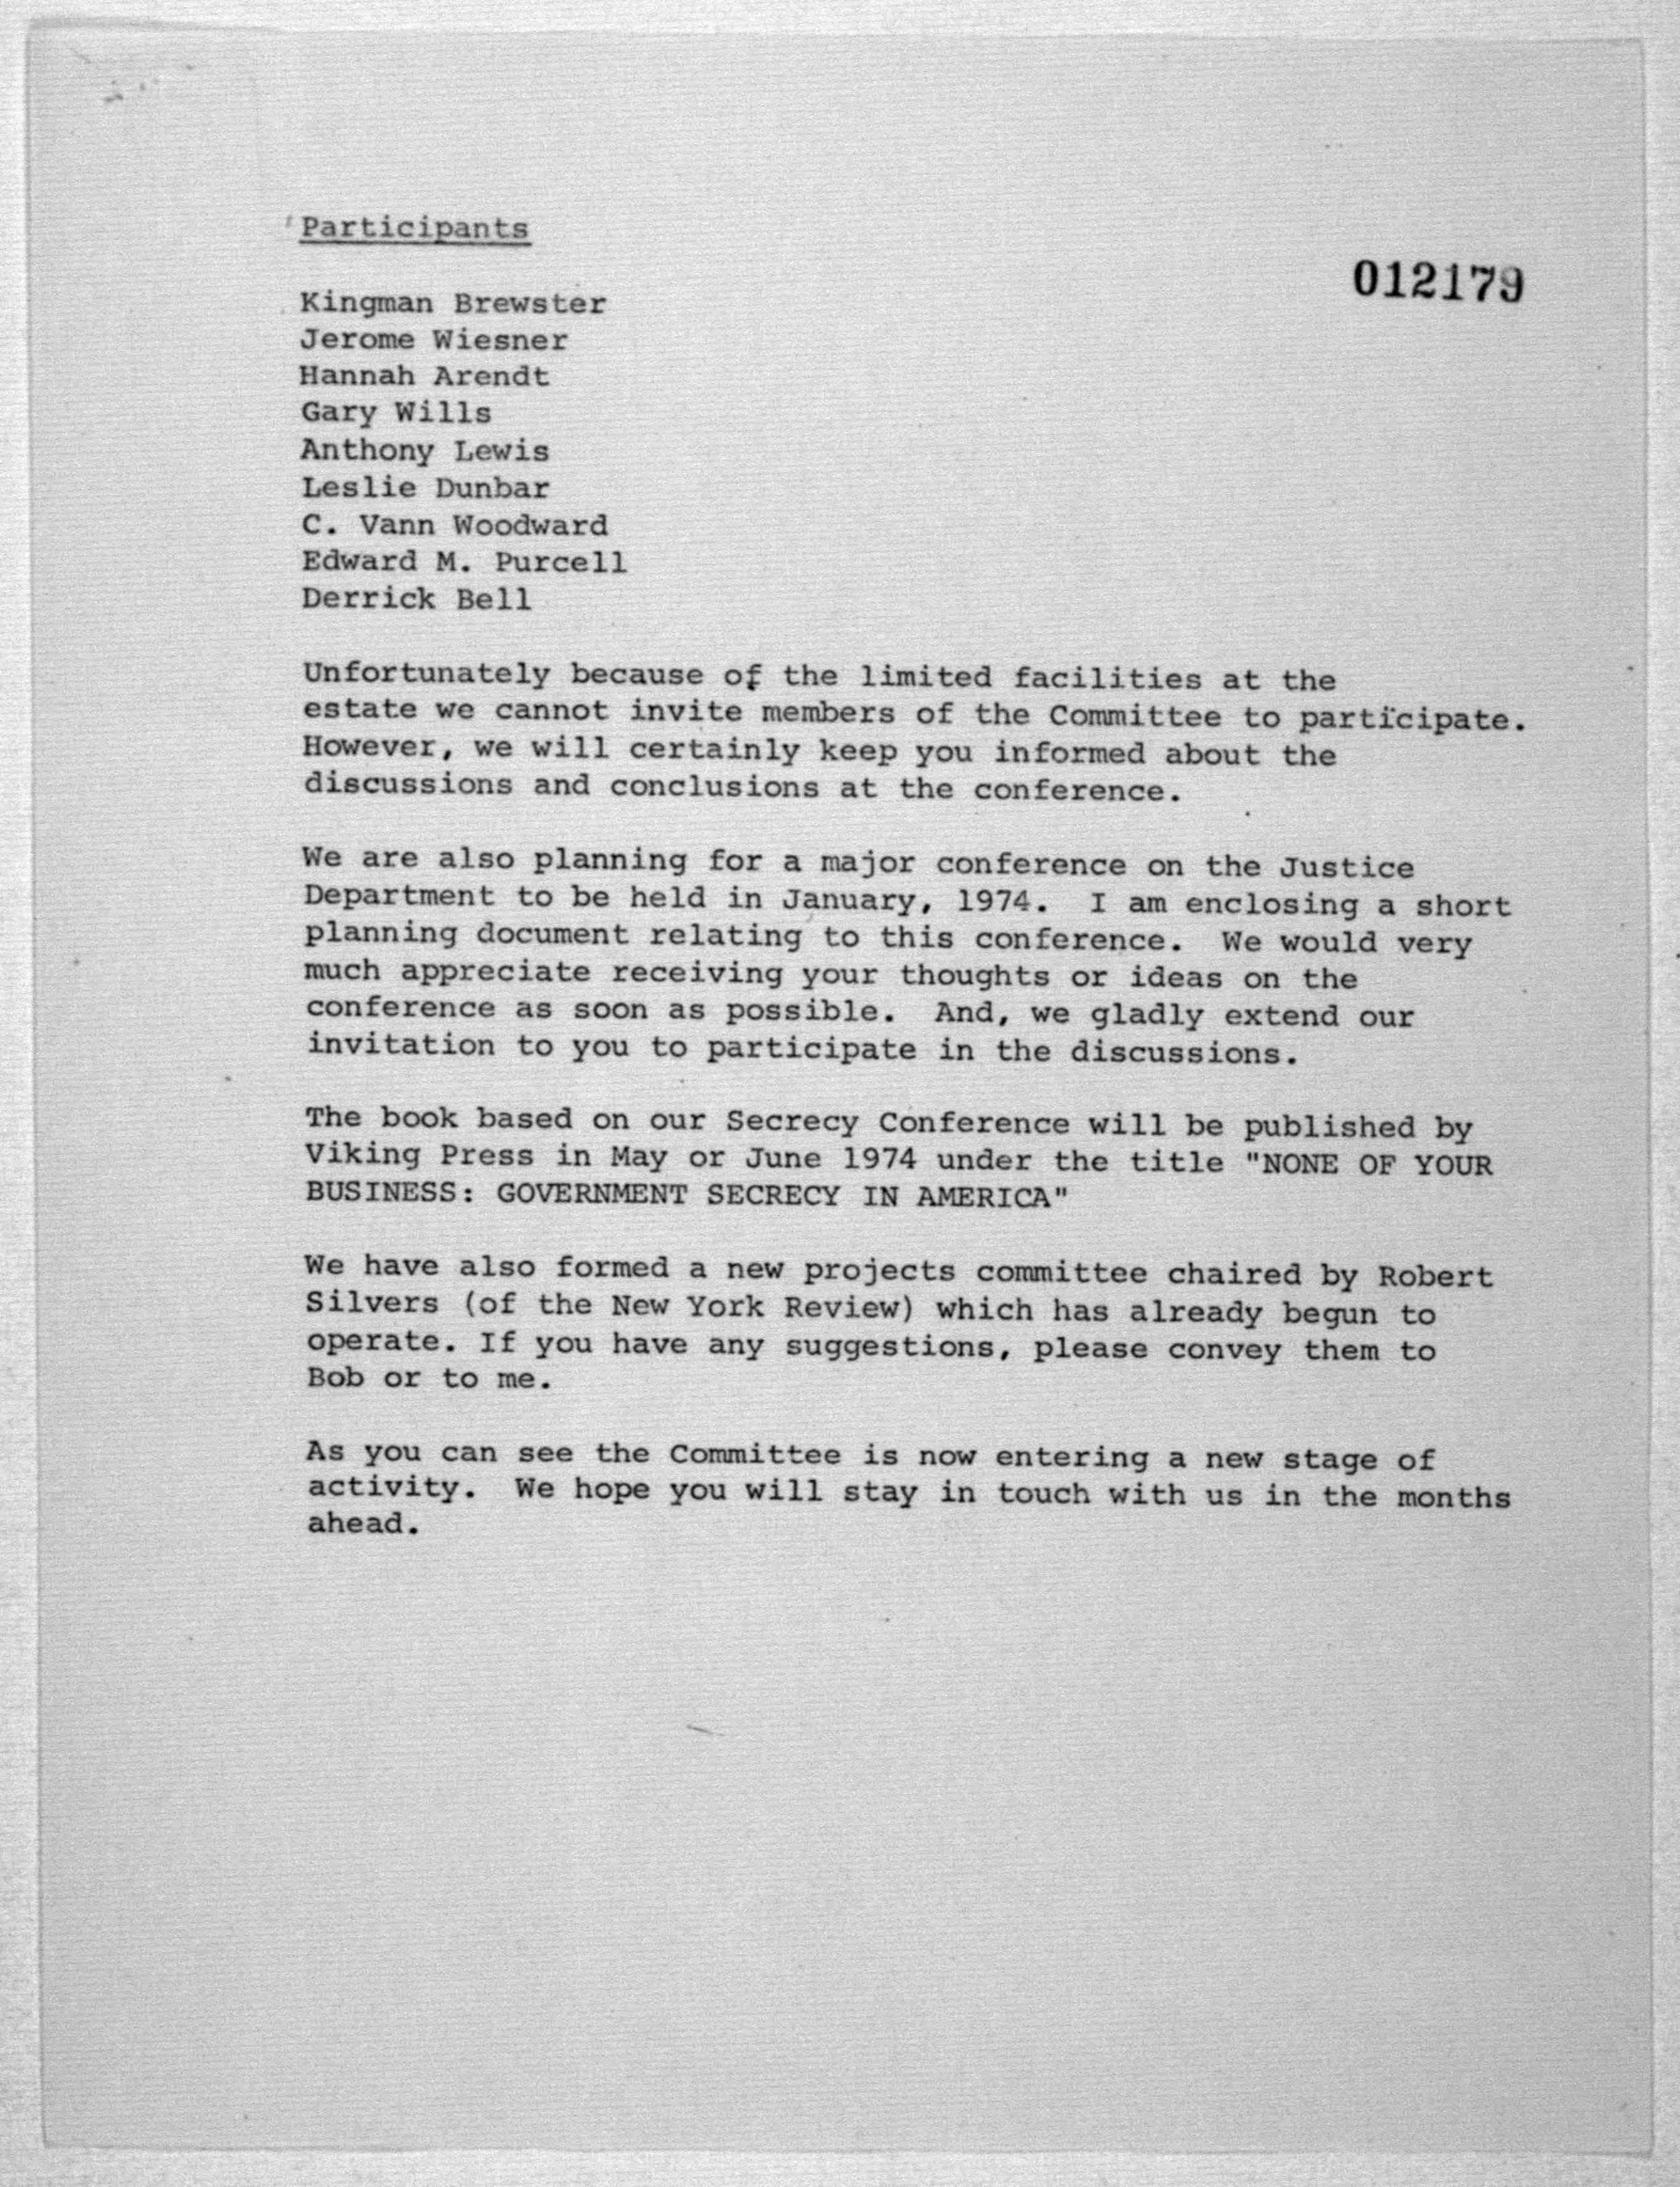 Participants
012179
Kingman Brewster
Jerome Wiesner
Hannah Arendt
Gary Wills
Anthony Lewis
Leslie Dunbar
C. Vann Woodward
Edward M. Purcell
Derrick Bell
Unfortunately because of the limited facilities at the
estate we cannot invite members of the Committee to participate.
However, we will certainly keep you informed about the
discussions and conclusions at the conference.
We are also planning for a major conference on the Justice
Department to be held in January, 1974. I am enclosing a short
planning document relating to this conference. We would very
much appreciate receiving your thoughts or ideas on the
conference as soon as possible. And, we gladly extend our
invitation to you to participate in the discussions.
The book based on our Secrecy Conference will be published by
Viking Press in May or June 1974 under the title "NONE OF YOUR
BUSINESS: GOVERNMENT SECRECY IN AMERICA"
We have also formed a new projects committee chaired by Robert
Silvers (of the New York Review) which has already begun to
operate. If you have any suggestions, please convey them to
Bob or to me.
As you can see the Committee is now entering a new stage of
activity. We hope you will stay in touch with us in the months
ahead.